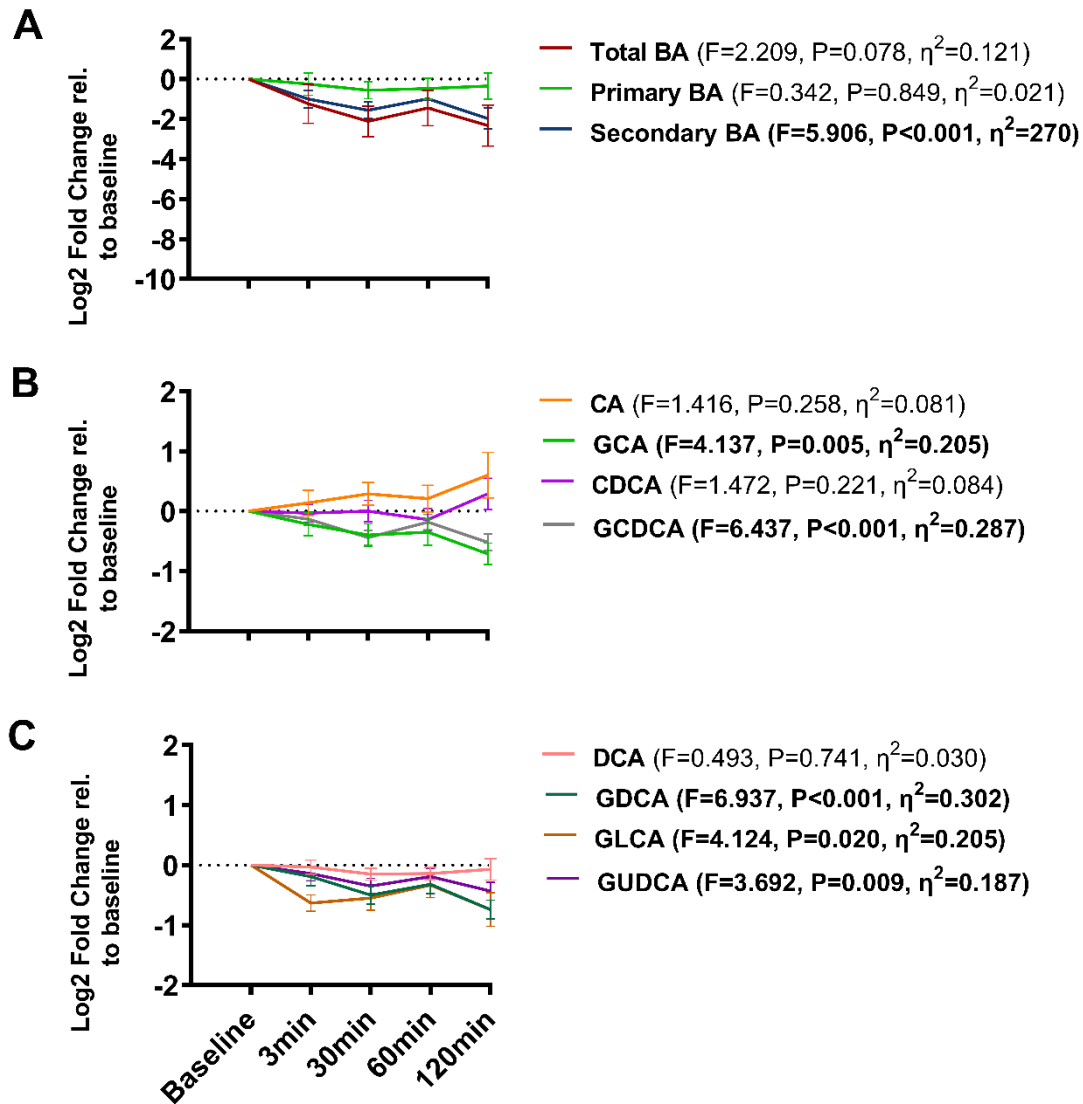 A
Log2 Fold Change rel.
to baseline
2
0
-2
-4
-6
-8
-10
Total BA (F=2.209, P=0.078, η²=0.121)
Primary BA (F=0.342, P=0.849, η²=0.021)
Secondary BA (F=5.906, P<0.001, η²=270)
B
Log2 Fold Change rel.
to baseline
2
1
0
-1
-2
CA (F=1.416, P=0.258, η²=0.081)
GCA (F=4.137, P=0.005, η²=0.205)
CDCA (F=1.472, P=0.221, η²=0.084)
GCDCA (F=6.437, P<0.001, η²=0.287)
C
Log2 Fold Change rel.
to baseline
2
1
0
-1
-2
DCA (F=0.493, P=0.741, η²=0.030)
GDCA (F=6.937, P<0.001, η²=0.302)
GLCA (F=4.124, P=0.020, η²=0.205)
GUDCA (F=3.692, P=0.009, η²=0.187)
Baseline
3min
30min
60min
120min